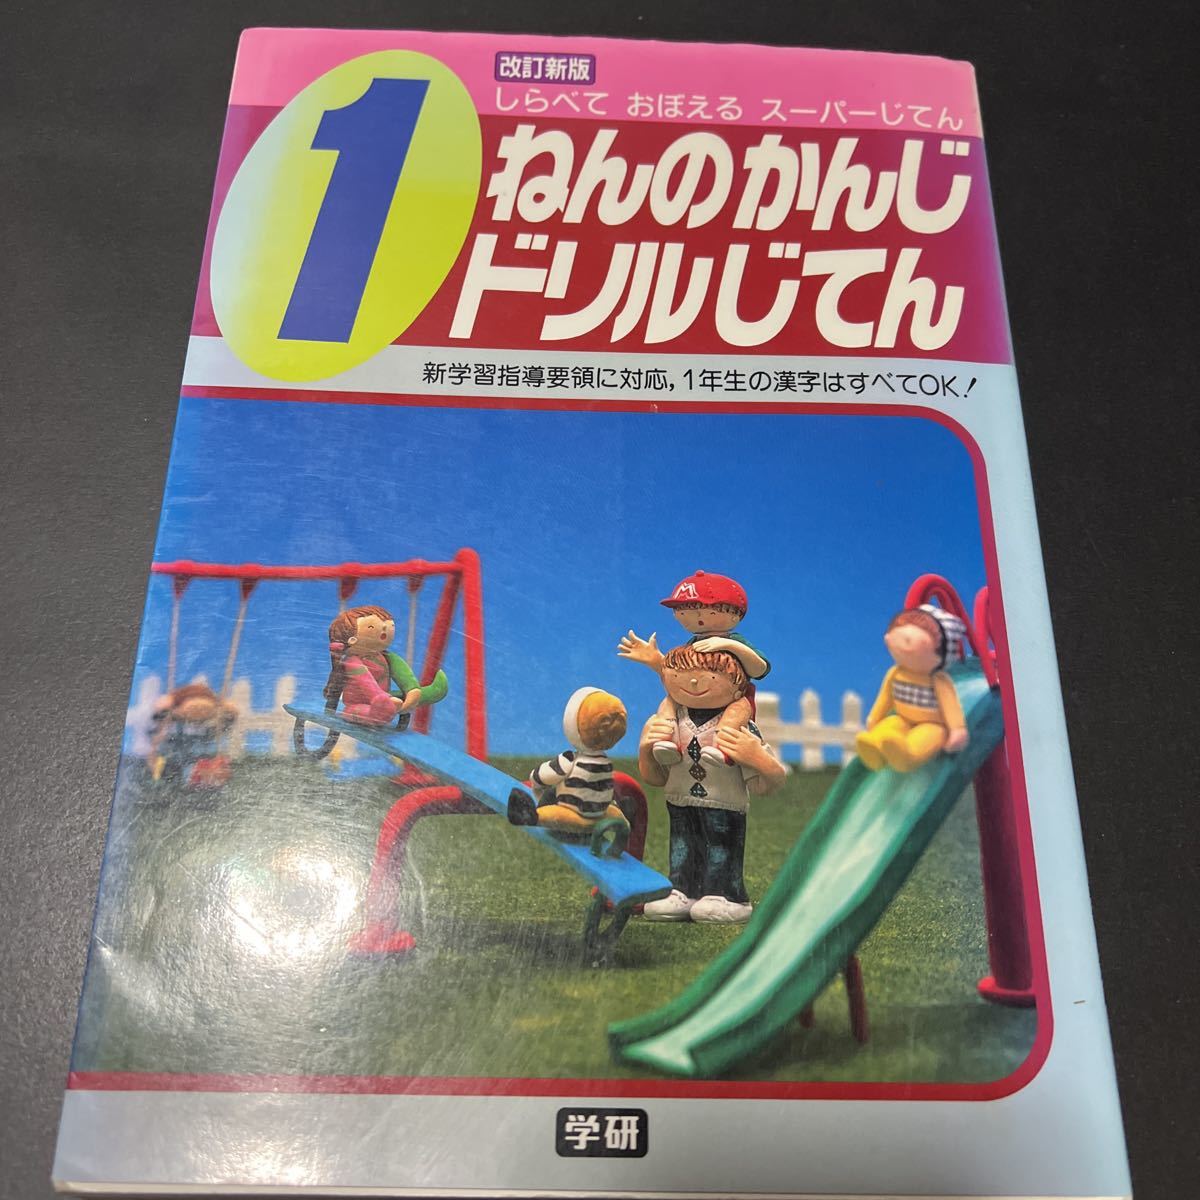 改訂新版
しらべて おぼえる スーパーじてん
1
ねんのかんじ
ドリルじてん
新学習指導要領に対応,1年生の漢字はすべてOK!
M
学研